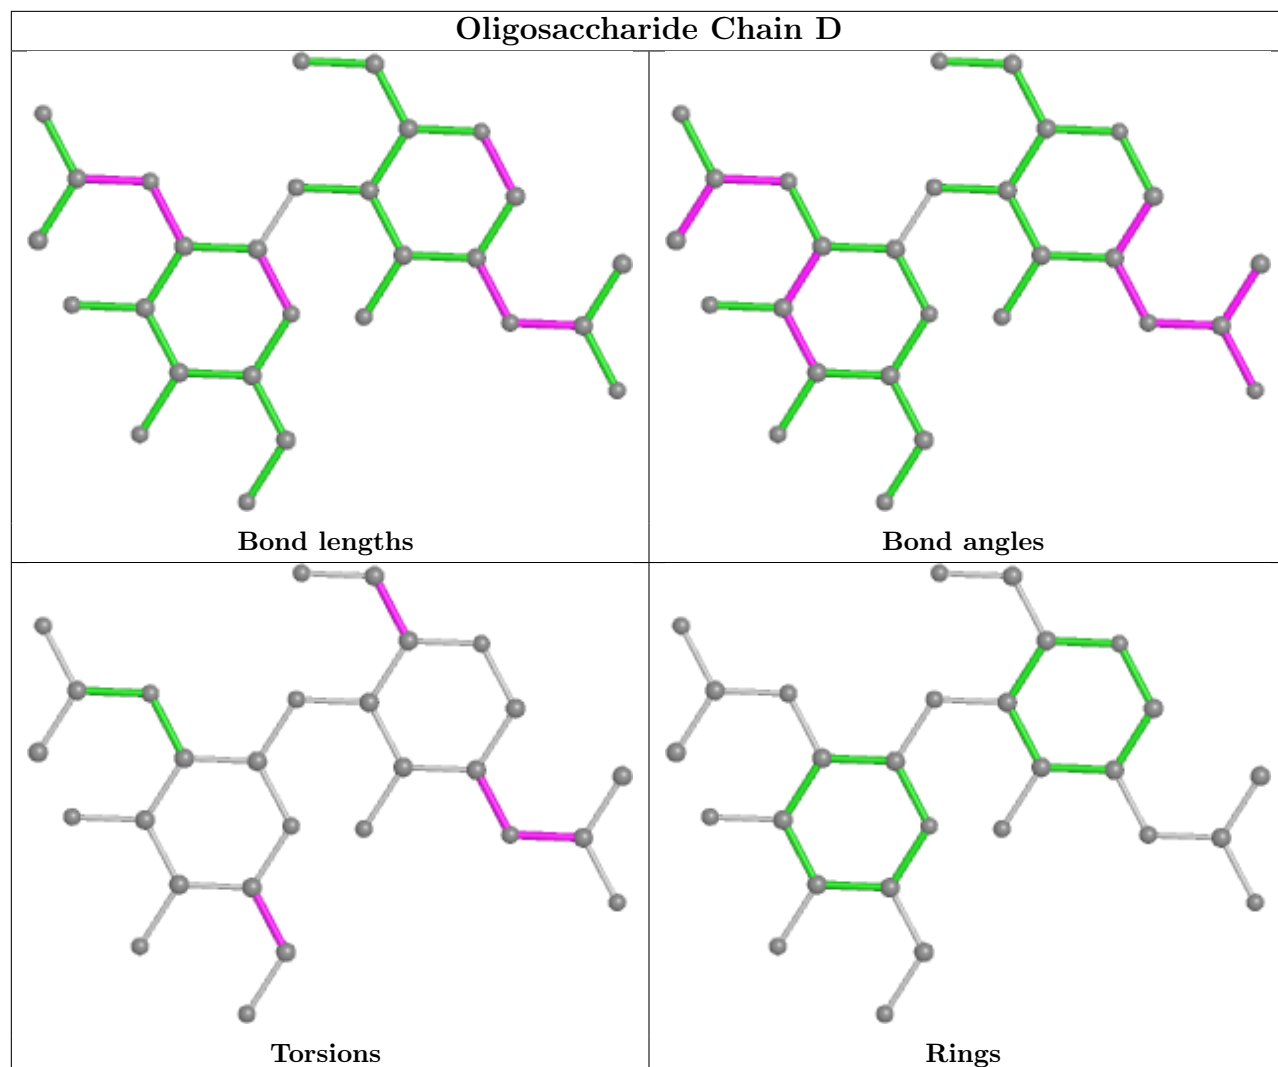 Oligosaccharide Chain D
Bond lengths
Bond angles
Torsions
Rings